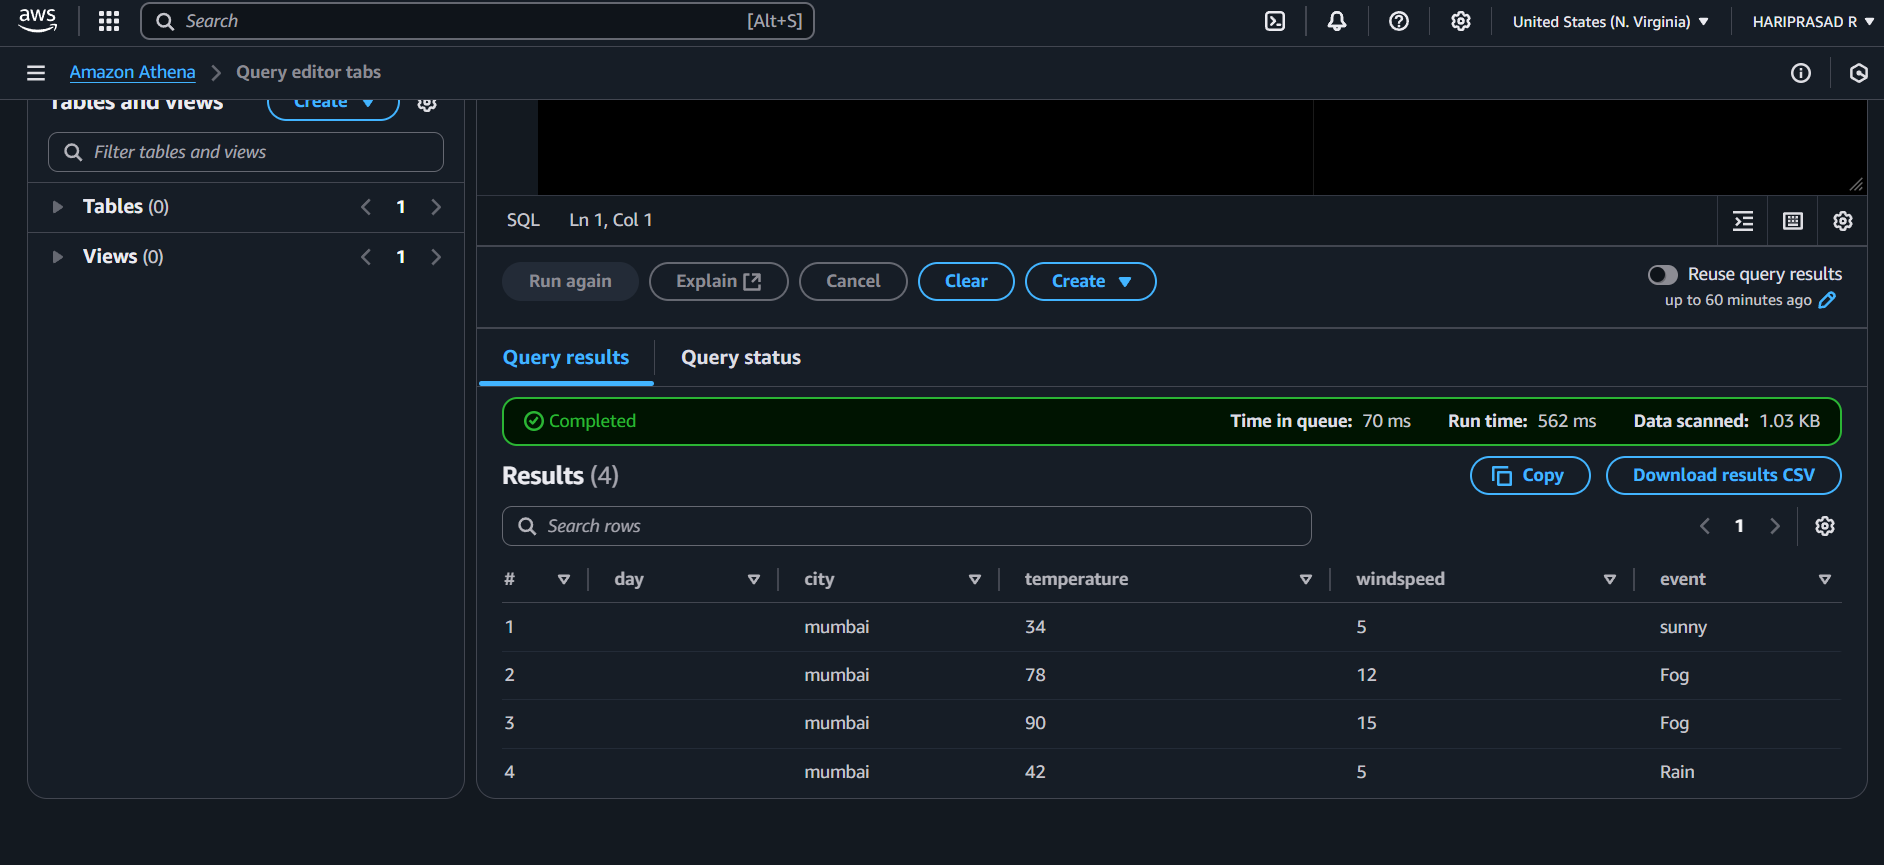 aws Search [Alt+S] United States (N. Virginia) HARIPRASAD R
Amazon Athena Query editor tabs
Tables and views Create
Filter tables and views
Tables (0) 1
Views (0) 1
SQL Ln 1, Col 1
Run again Explain Cancel Clear Create Reuse query results
up to 60 minutes ago
Query results Query status
Completed Time in queue: 70 ms Run time: 562 ms Data scanned: 1.03 KB
Results (4) Copy Download results CSV
Search rows 1
# day city temperature windspeed event
1 mumbai 34 5 sunny
2 mumbai 78 12 Fog
3 mumbai 90 15 Fog
4 mumbai 42 5 Rain